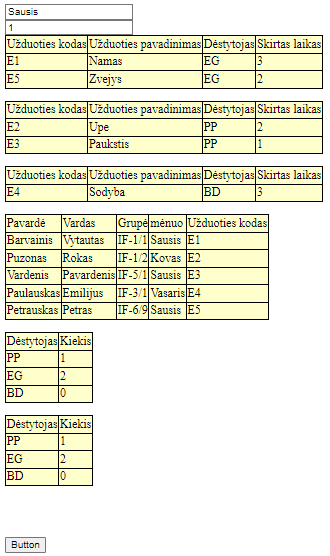 Sausis
1
Užduoties kodas Užduoties pavadinimas Dėstytojas Skirtas laikas
E1 Namas EG 3
E5 Zvejys EG 2
Užduoties kodas Užduoties pavadinimas Dėstytojas Skirtas laikas
E2 Upe PP 2
E3 Paukstis PP 1
Užduoties kodas Užduoties pavadinimas Dėstytojas Skirtas laikas
E4 Sodyba BD 3
Pavardė Vardas Grupė mėnuo Užduoties kodas
Barvainis Vytautas IF-1/1 Sausis E1
Puzonas Rokas IF-1/2 Kovas E2
Vardenis Pavardenis IF-5/1 Sausis E3
Paulauskas Emilijus IF-3/1 Vasaris E4
Petrauskas Petras IF-6/9 Sausis E5
Dėstytojas Kiekis
PP 1
EG 2
BD 0
Dėstytojas Kiekis
PP 1
EG 2
BD 0
Button